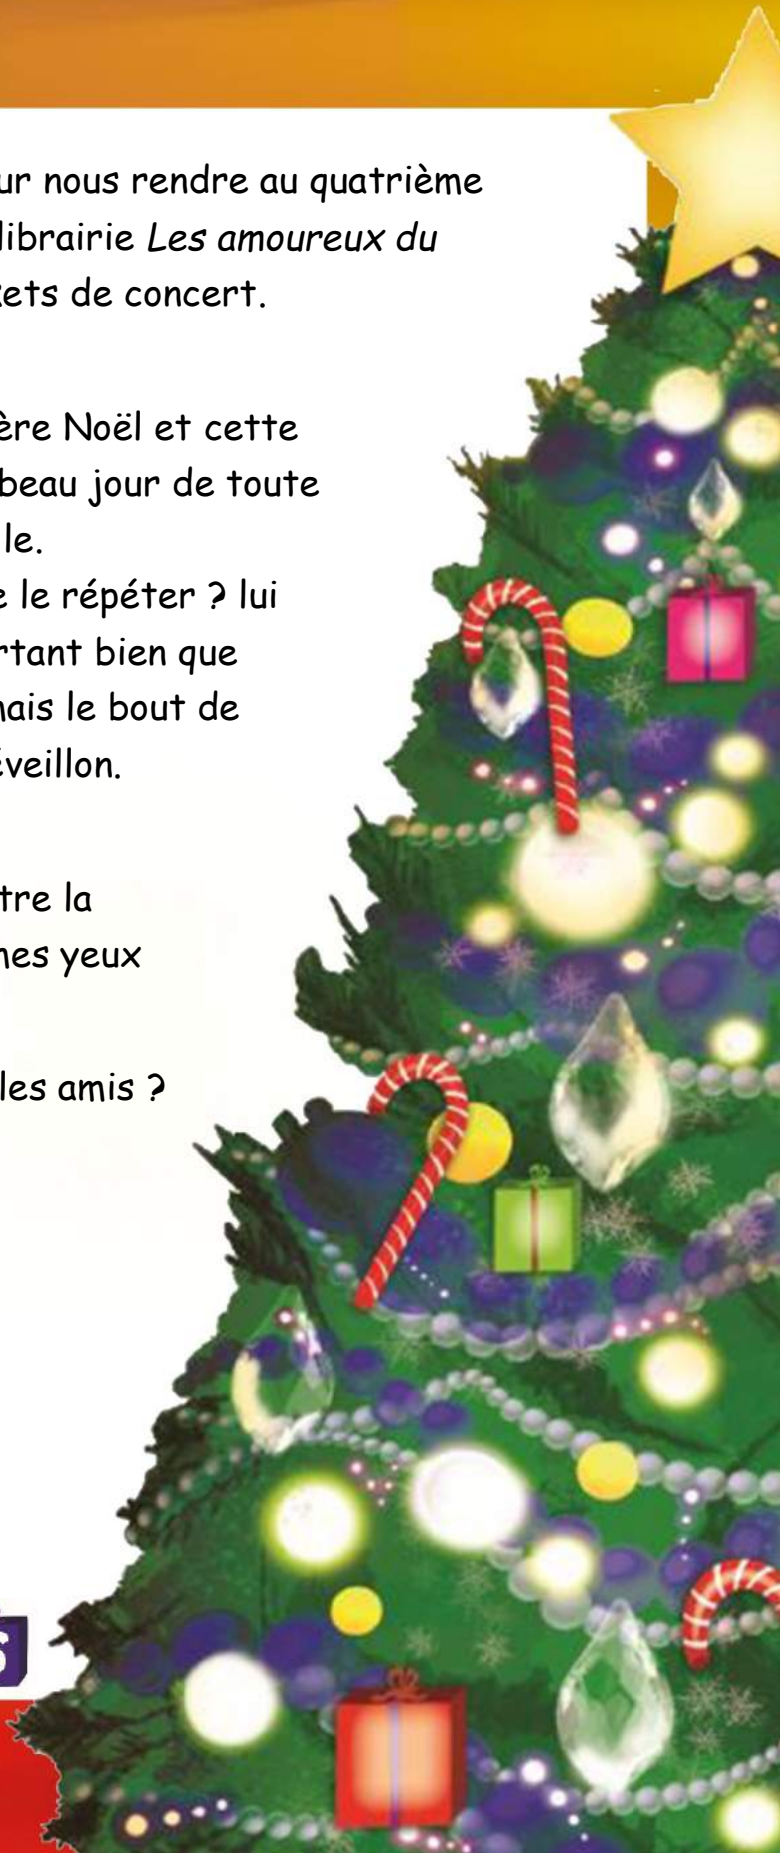 ur nous rendre au quatrième
librairie Les amoureux du
ets de concert.
ère Noël et cette
beau jour de toute
le.
e le répéter ? lui
rtant bien que
nais le bout de
éveillon.
tre la
nes yeux
les amis ?
S